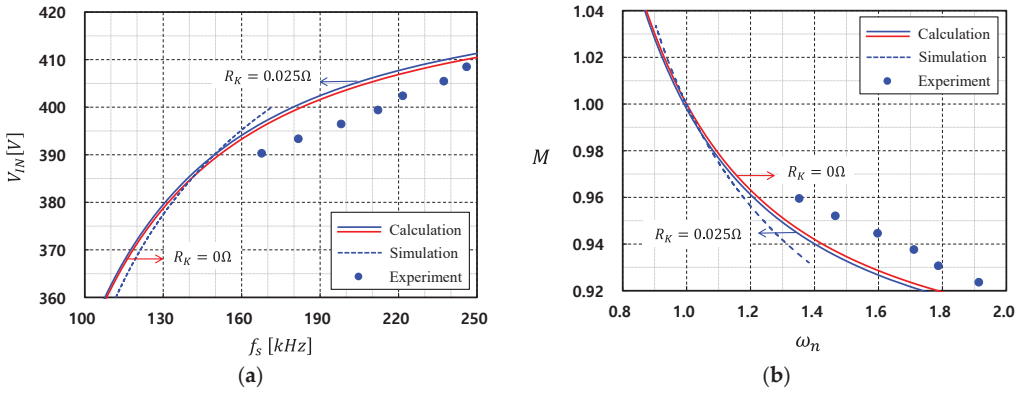 420
410
400
390
380
370
360
V_IN [V]
R_K = 0.025Ω
R_K = 0Ω
Calculation
Simulation
Experiment
100
130
160
190
220
250
f_s [kHz]
(a)
1.04
1.02
1.00
0.98
0.96
0.94
0.92
M
Calculation
Simulation
Experiment
R_K = 0Ω
R_K = 0.025Ω
0.8
1.0
1.2
1.4
1.6
1.8
2.0
ω_n
(b)